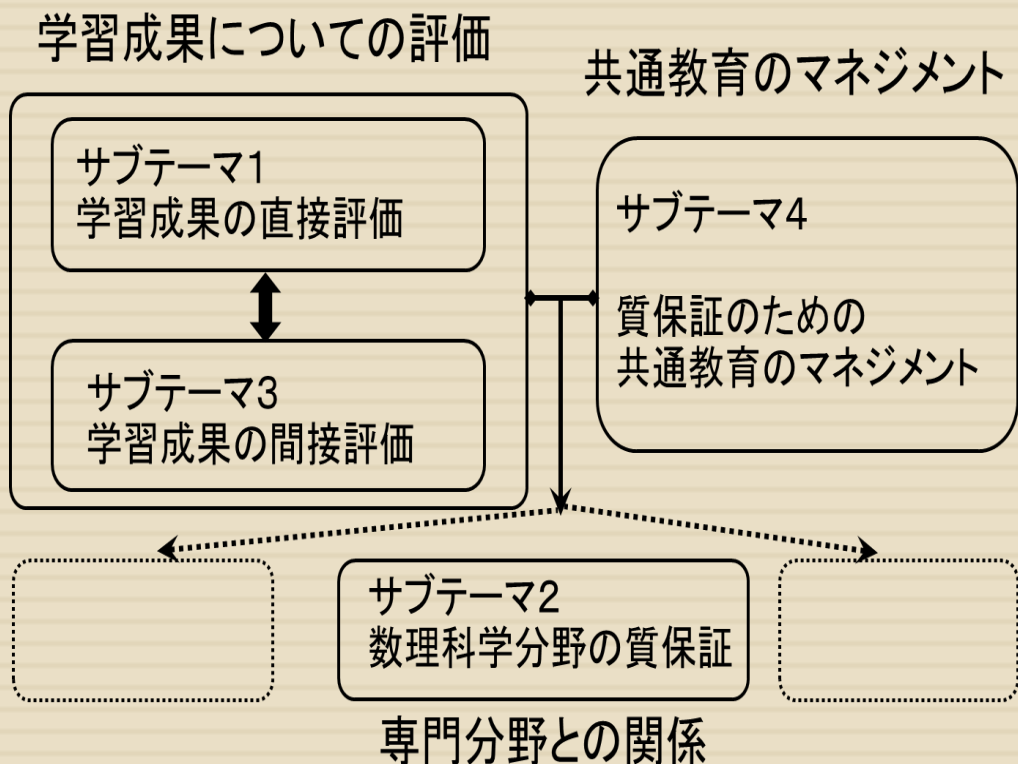 学習成果についての評価
共通教育のマネジメント
サブテーマ1
学習成果の直接評価
サブテーマ3
学習成果の間接評価
サブテーマ4
質保証のための
共通教育のマネジメント
サブテーマ2
数理科学分野の質保証
専門分野との関係